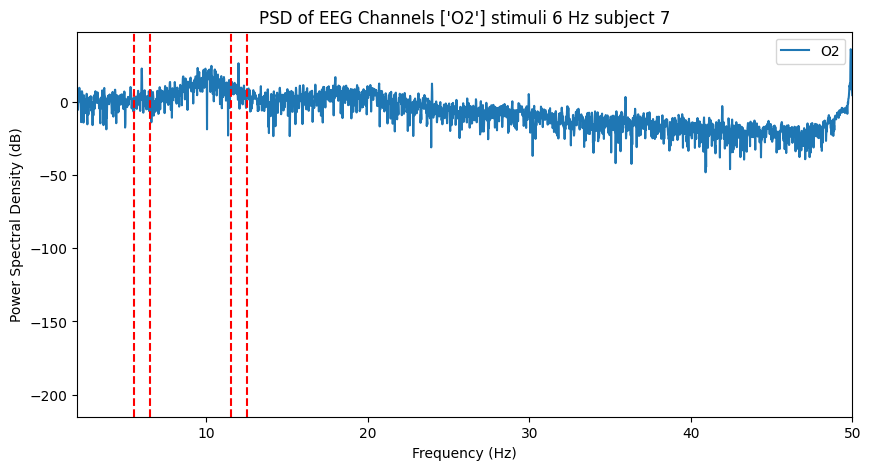 PSD of EEG Channels ['O2'] stimuli 6 Hz subject 7
O2
Power Spectral Density (dB)
0
−50
−100
−150
−200
10
20
30
40
50
Frequency (Hz)